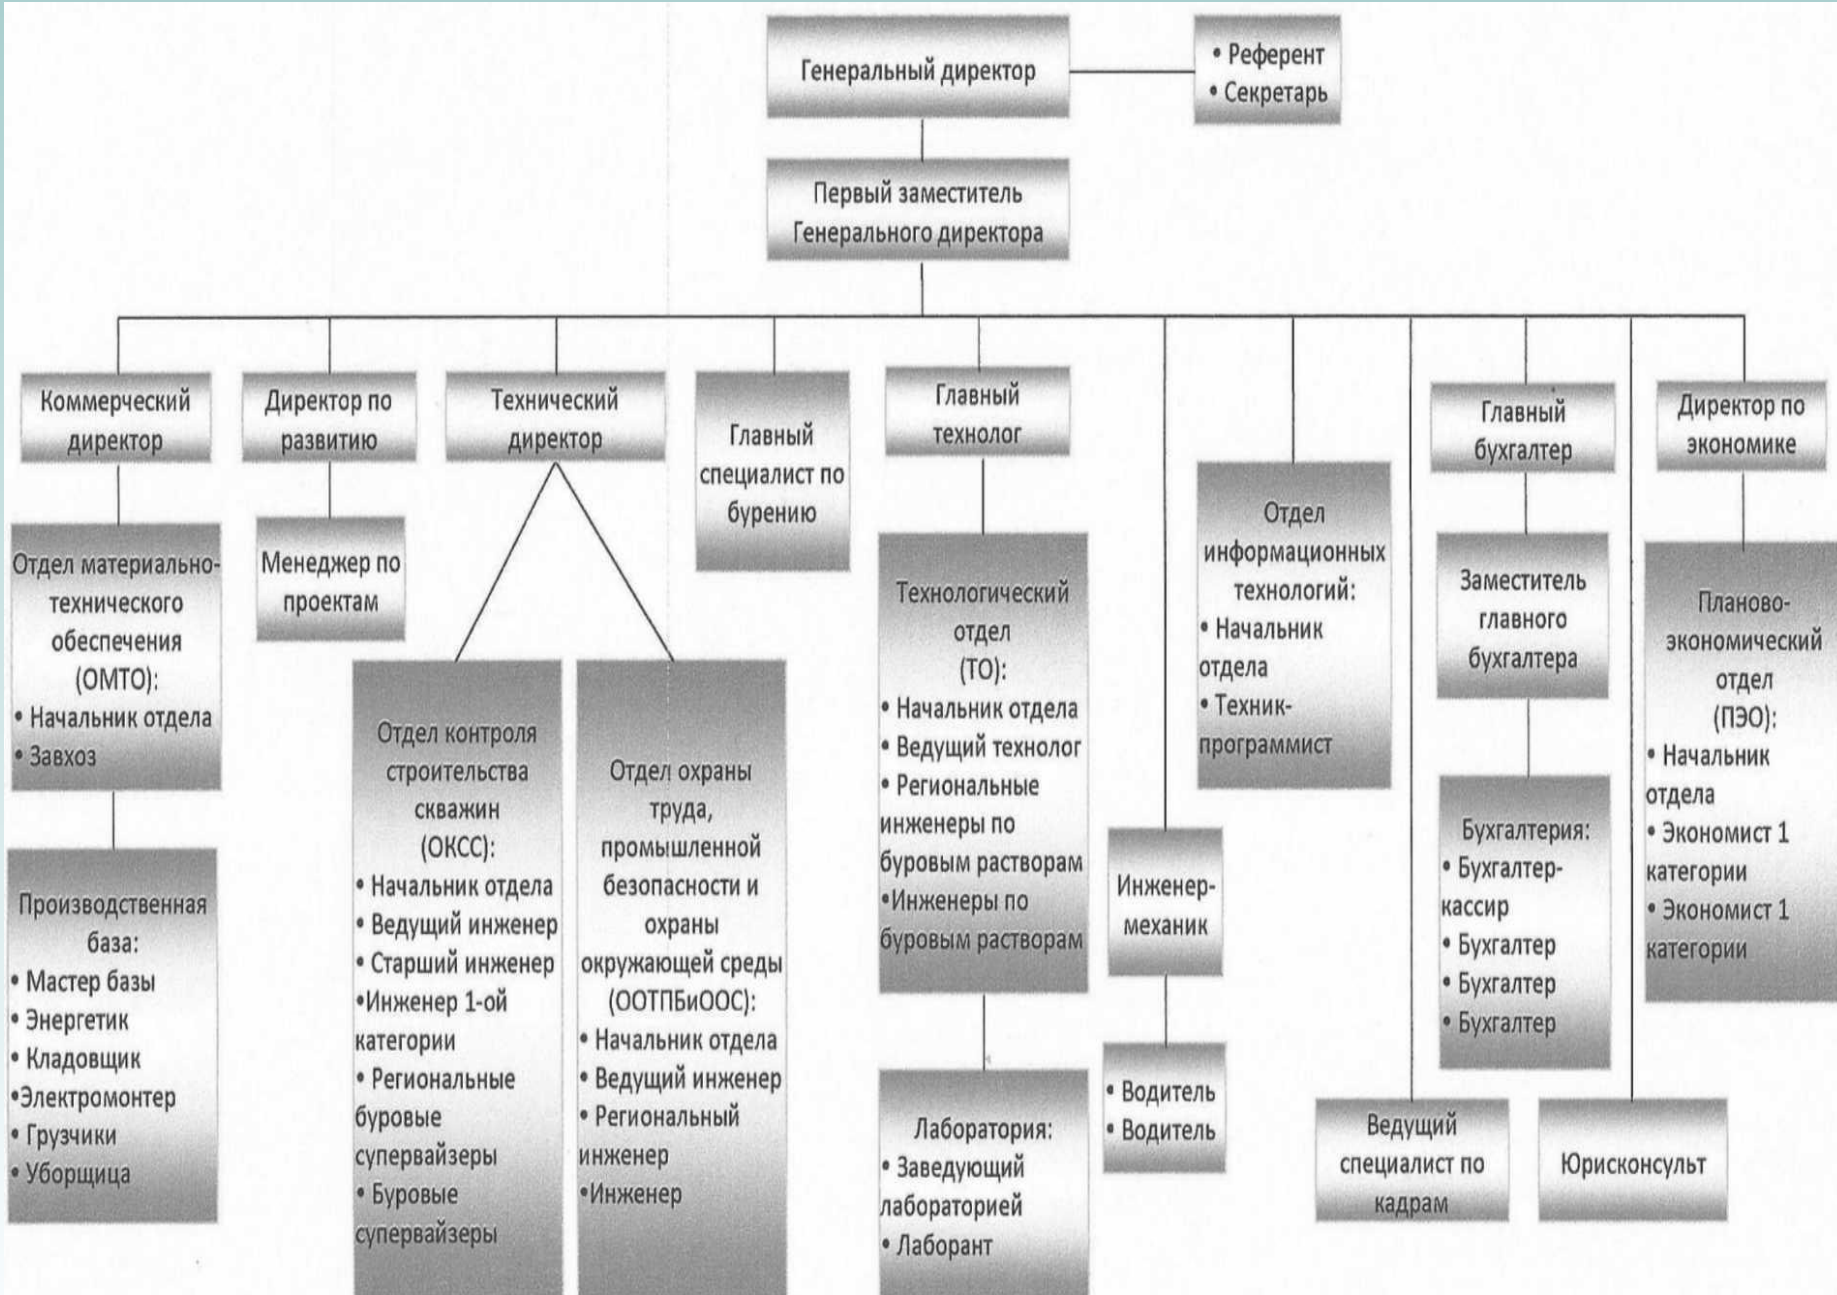 Генеральный директор
• Референт
• Секретарь
Первый заместитель
Генерального директора
Коммерческий
директор
Отдел материально-
технического
обеспечения
(ОМТО):
• Начальник отдела
• Завхоз
Производственная
база:
• Мастер базы
• Энергетик
• Кладовщик
•Электромонтер
• Грузчики
• Уборщица
Директор по
развитию
Менеджер по
проектам
Технический
директор
Отдел контроля
строительства
скважин
(ОКСС):
• Начальник отдела
• Ведущий инженер
• Старший инженер
•Инженер 1-ой
категории
• Региональные
буровые
супервайзеры
• Буровые
супервайзеры
Отдел охраны
труда,
промышленной
безопасности и
охраны
окружающей среды
(ООТПБиООС):
• Начальник отдела
• Ведущий инженер
• Региональный
инженер
•Инженер
Главный
специалист по
бурению
Главный
технолог
Технологический
отдел
(ТО):
• Начальник отдела
• Ведущий технолог
• Региональные
инженеры по
буровым растворам
•Инженеры по
буровым растворам
Лаборатория:
• Заведующий
лабораторией
• Лаборант
Инженер-
механик
• Водитель
• Водитель
Отдел
информационных
технологий:
• Начальник
отдела
• Техник-
программист
Ведущий
специалист по
кадрам
Главный
бухгалтер
Заместитель
главного
бухгалтера
Бухгалтерия:
• Бухгалтер-
кассир
• Бухгалтер
• Бухгалтер
• Бухгалтер
Юрисконсульт
Директор по
экономике
Планово-
экономический
отдел
(ПЭО):
• Начальник
отдела
• Экономист 1
категории
• Экономист 1
категории